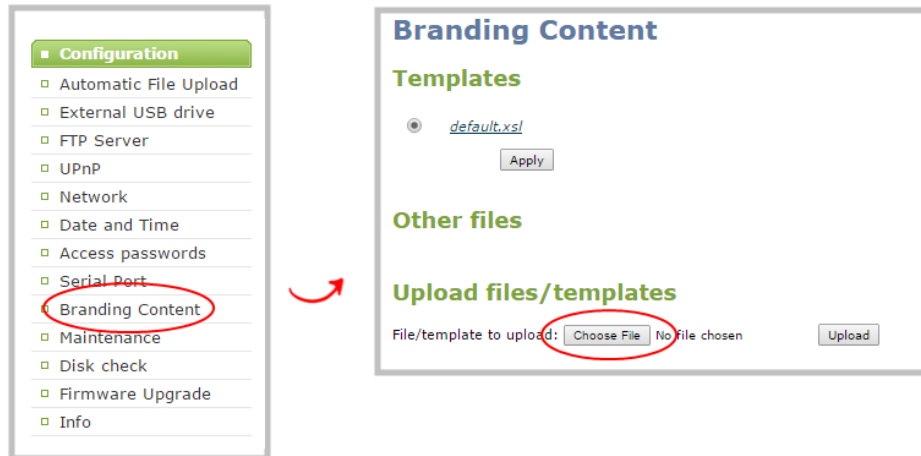 Configuration
Automatic File Upload
External USB drive
FTP Server
UPnP
Network
Date and Time
Access passwords
Serial Port
Branding Content
Maintenance
Disk check
Firmware Upgrade
Info
Branding Content
Templates
default.xsl
Apply
Other files
Upload files/templates
File/template to upload: Choose File No file chosen Upload